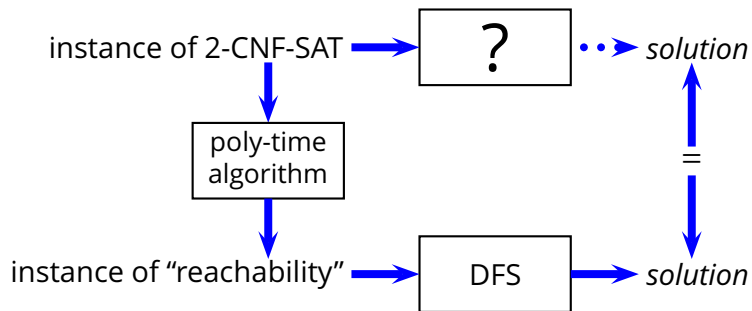 instance of 2-CNF-SAT
?
solution
poly-time
algorithm
=
instance of “reachability”
DFS
solution